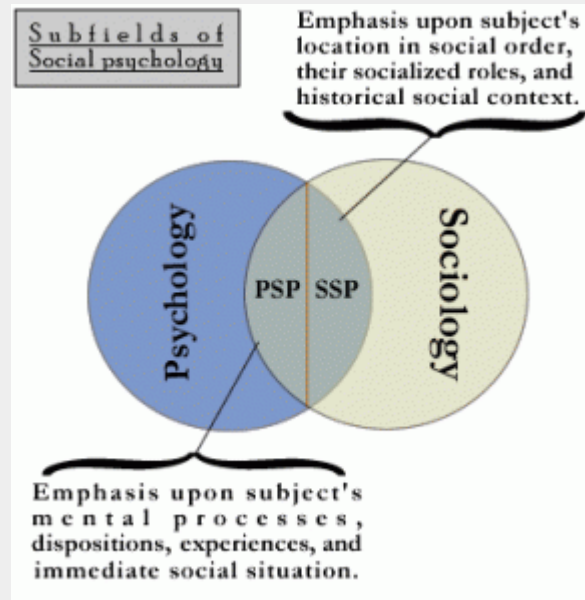 Subfields of
Social psychology
Emphasis upon subject's
location in social order,
their socialized roles, and
historical social context.
Psychology
PSP
SSP
Sociology
Emphasis upon subject's
mental processes,
dispositions, experiences, and
immediate social situation.